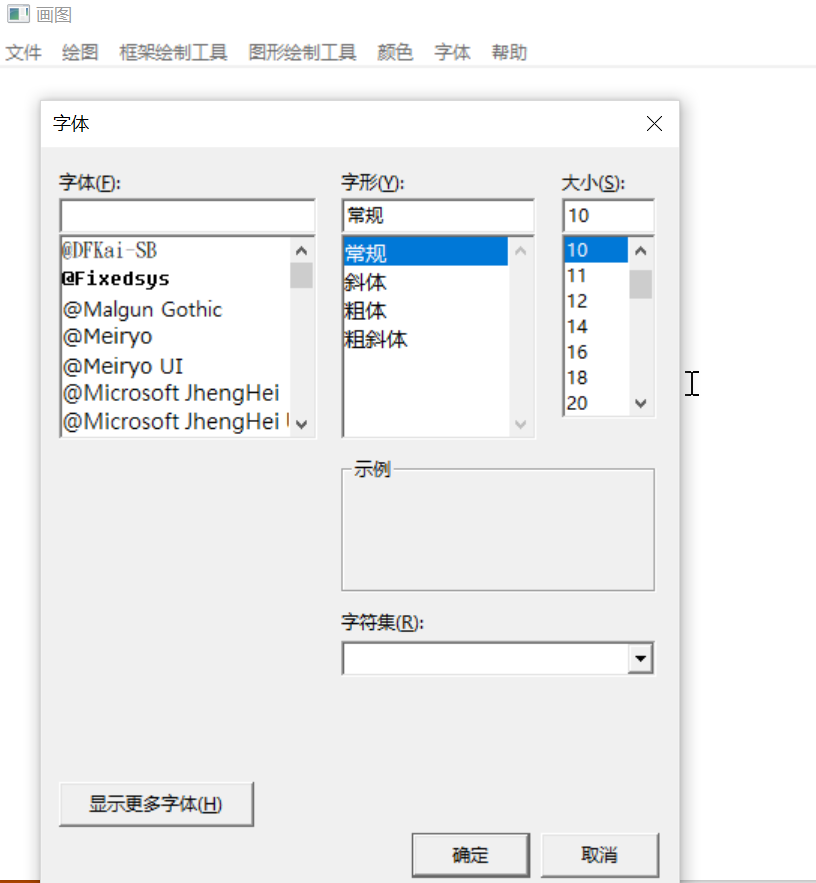 画图
文件 绘图 框架绘制工具 图形绘制工具 颜色 字体 帮助
字体
字体(F): 字形(Y): 大小(S):
常规 10
@DFKai-SB 常规 10
@Fixedsys 斜体 11
@Malgun Gothic 粗体 12
@Meiryo 粗斜体 14
@Meiryo UI 16
@Microsoft JhengHei 18
@Microsoft JhengHei 20
示例
字符集(R):
显示更多字体(H)
确定 取消